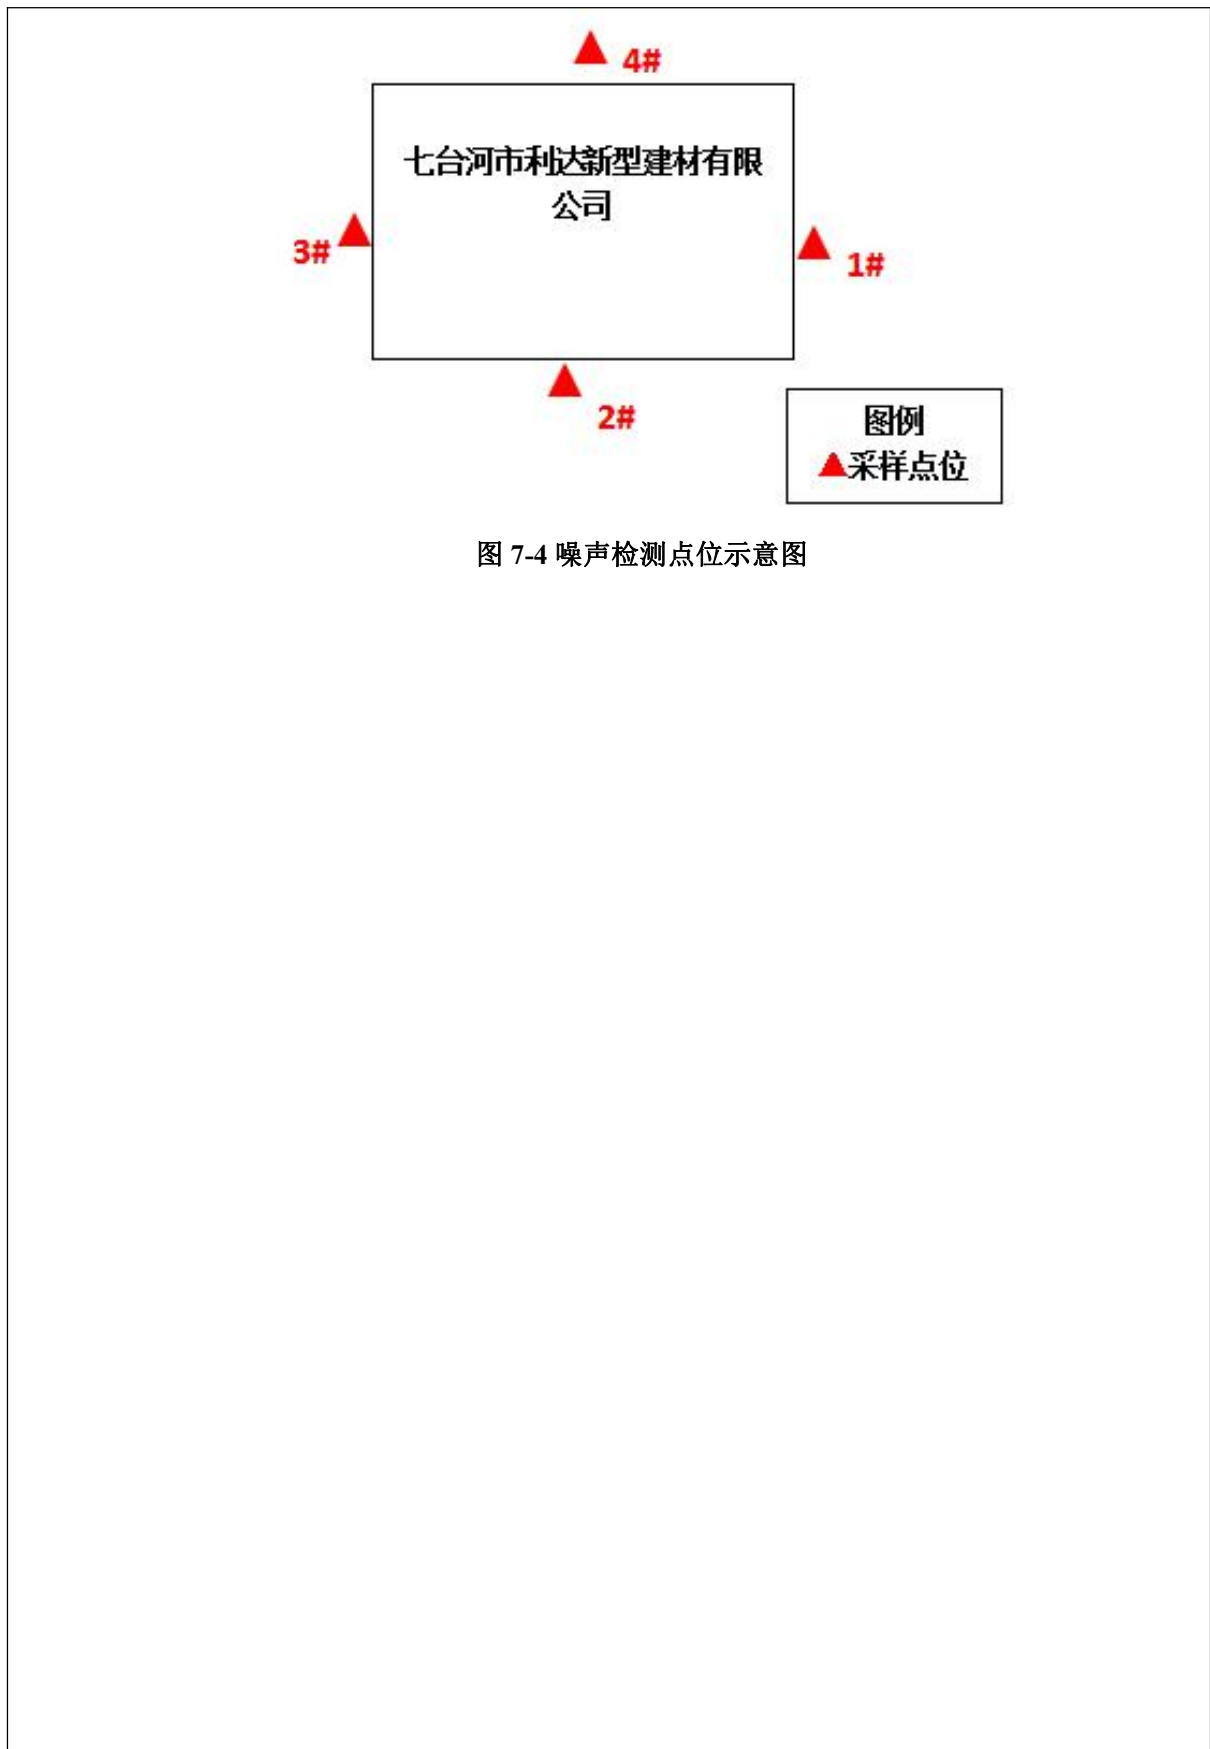 ▲ 4#
七台河市利达新型建材有限
公司
3# ▲
▲ 1#
▲ 2#
图例
▲采样点位
图 7-4 噪声检测点位示意图